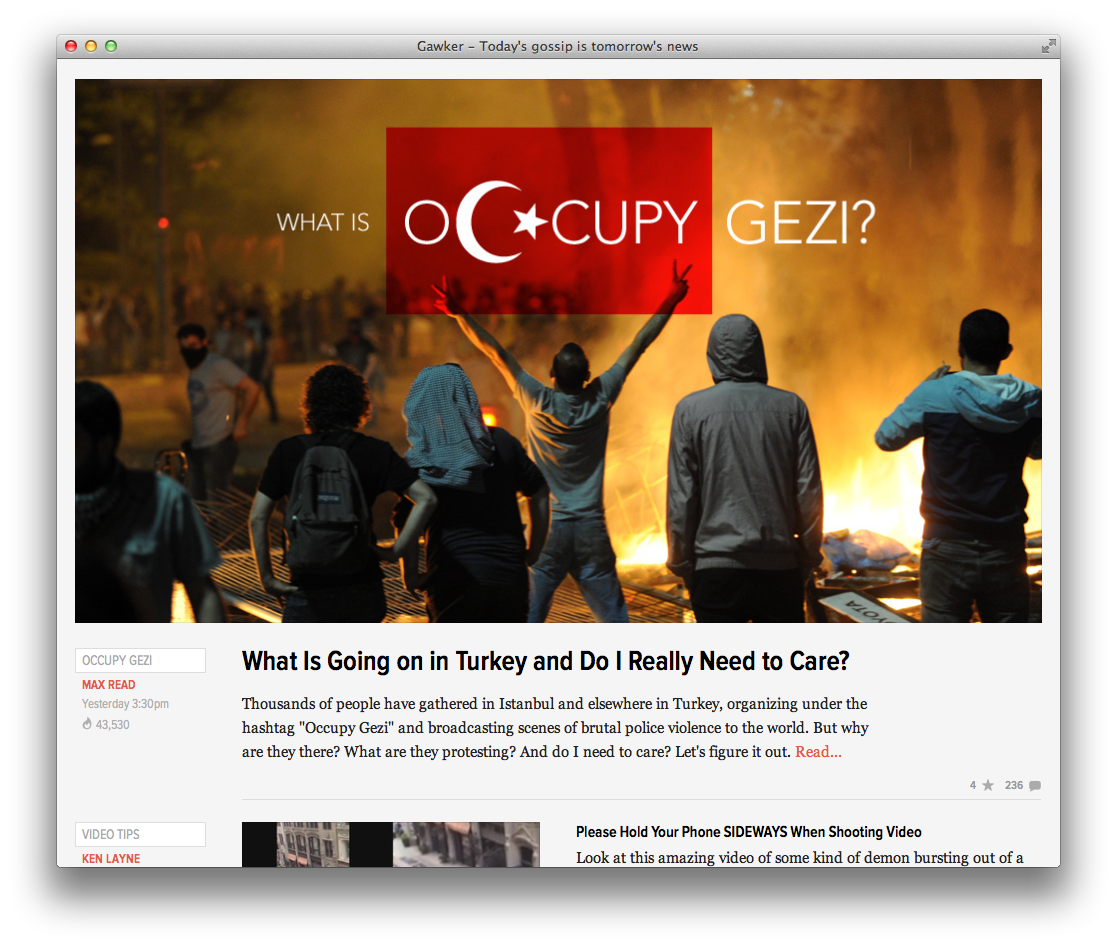 Gawker – Today's gossip is tomorrow's news
WHAT IS OCCUPY GEZI?
TOYOTA
OCCUPY GEZI
MAX READ
Yesterday 3:30pm
43,530
What Is Going on in Turkey and Do I Really Need to Care?
Thousands of people have gathered in Istanbul and elsewhere in Turkey, organizing under the
hashtag "Occupy Gezi" and broadcasting scenes of brutal police violence to the world. But why
are they there? What are they protesting? And do I need to care? Let's figure it out. Read...
4 236
VIDEO TIPS
KEN LAYNE
Please Hold Your Phone SIDEWAYS When Shooting Video
Look at this amazing video of some kind of demon bursting out of a